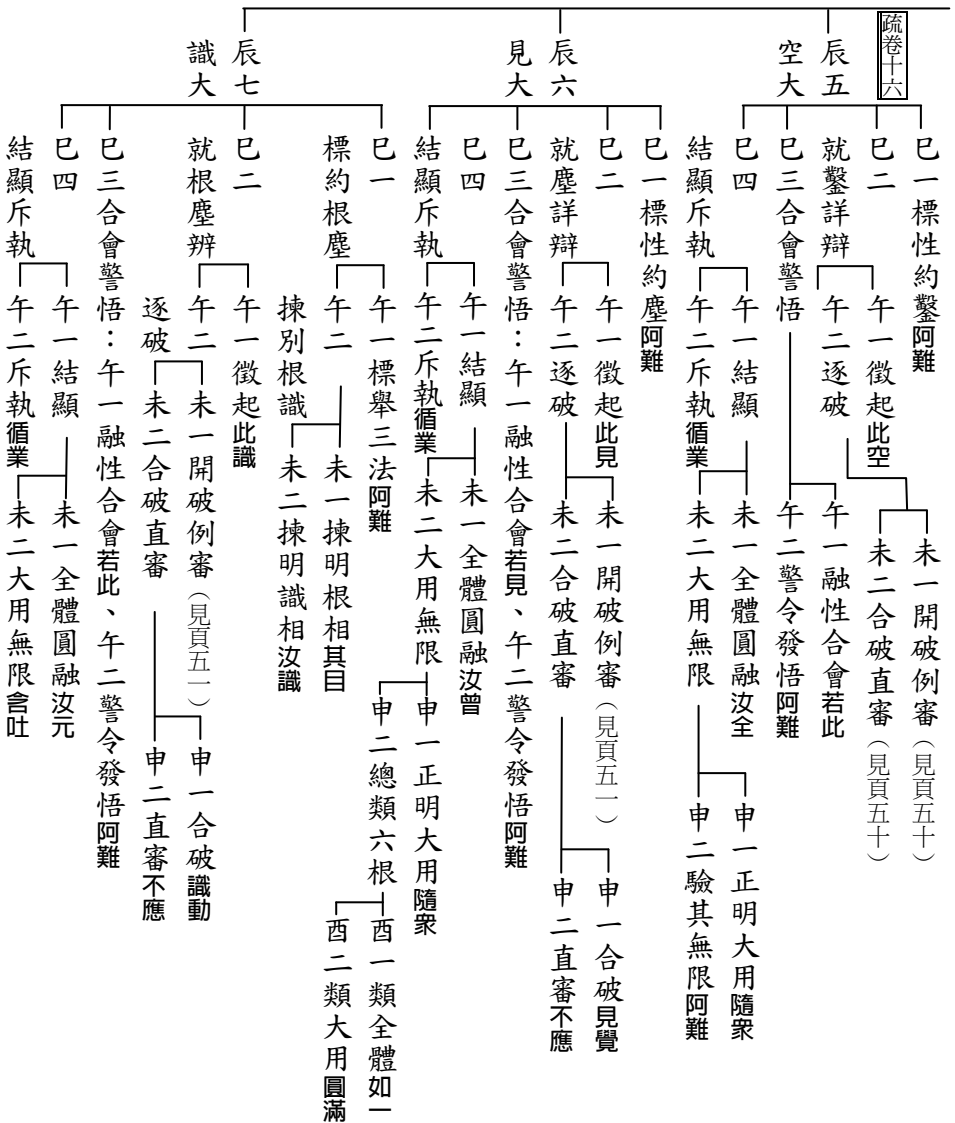 疏卷十六
辰五
空大
巳一標性約鑿阿難
巳二
就鑿詳辯
午一徵起此空
午二逐破
未一開破例審（見頁五十）
未二合破直審（見頁五十）
巳三合會警悟
午一融性合會若此
午二警令發悟阿難
巳四
結顯斥執
午一結顯
未一全體圓融汝全
未二大用無限
申一正明大用隨衆
申二驗其無限阿難
午二斥執循業
辰六
見大
巳一標性約塵阿難
巳二
就塵詳辯
午一徵起此見
午二逐破
未一開破例審（見頁五一）
未二合破直審
申一合破見覺
申二直審不應
巳三合會警悟：午一融性合會若見、午二警令發悟阿難
巳四
結顯斥執
午一結顯
未一全體圓融汝曾
未二大用無限
申一正明大用隨衆
申二總類六根
酉一類全體如一
酉二類大用圓滿
午二斥執循業
辰七
識大
巳一
標約根塵
午一標舉三法阿難
午二
揀別根識
未一揀明根相其目
未二揀明識相汝識
巳二
就根塵辨
午一徵起此識
午二
逐破
未一開破例審（見頁五一）
未二合破直審
申一合破識動
申二直審不應
巳三合會警悟：午一融性合會若此、午二警令發悟阿難
巳四
結顯斥執
午一結顯
未一全體圓融汝元
未二大用無限含吐
午二斥執循業